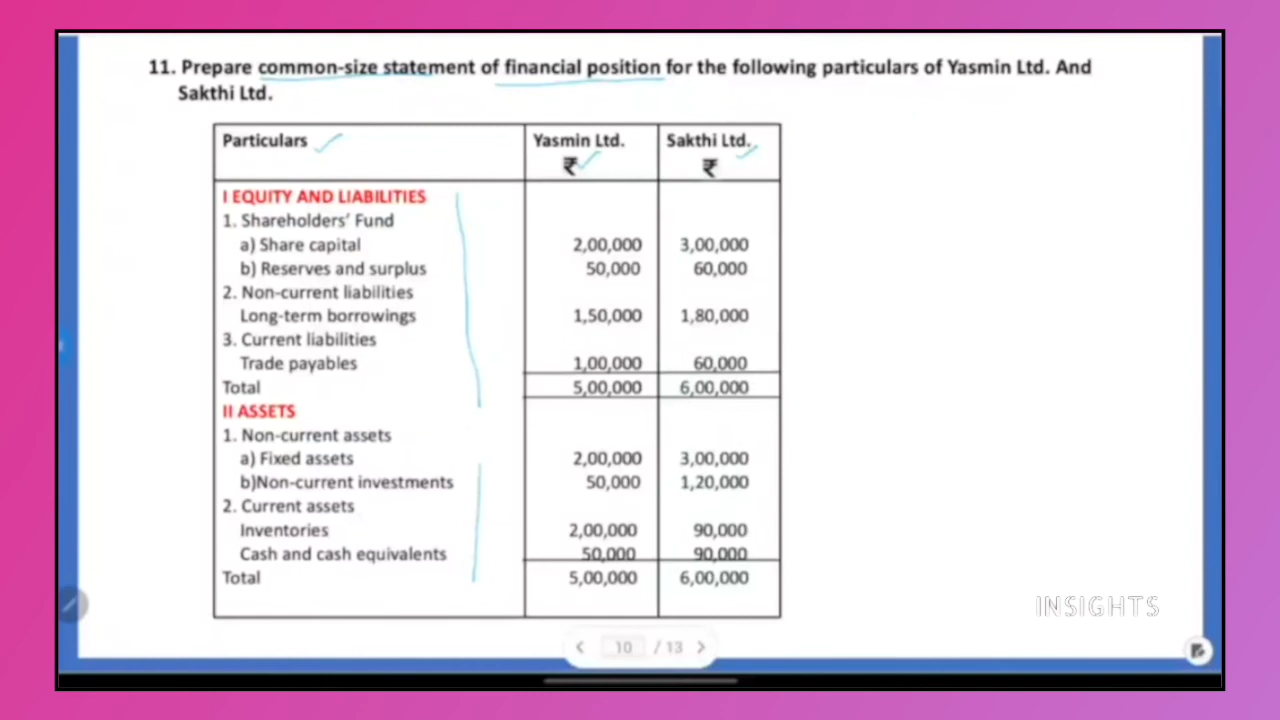 11. Prepare common-size statement of financial position for the following particulars of Yasmin Ltd. And
Sakthi Ltd.
Particulars Yasmin Ltd. Sakthi Ltd.
₹ ₹
I EQUITY AND LIABILITIES
1. Shareholders' Fund
a) Share capital 2,00,000 3,00,000
b) Reserves and surplus 50,000 60,000
2. Non-current liabilities
Long-term borrowings 1,50,000 1,80,000
3. Current liabilities
Trade payables 1,00,000 60,000
Total 5,00,000 6,00,000
II ASSETS
1. Non-current assets
a) Fixed assets 2,00,000 3,00,000
b)Non-current investments 50,000 1,20,000
2. Current assets
Inventories 2,00,000 90,000
Cash and cash equivalents 50,000 90,000
Total 5,00,000 6,00,000
INSIGHTS
< 10 / 13 >